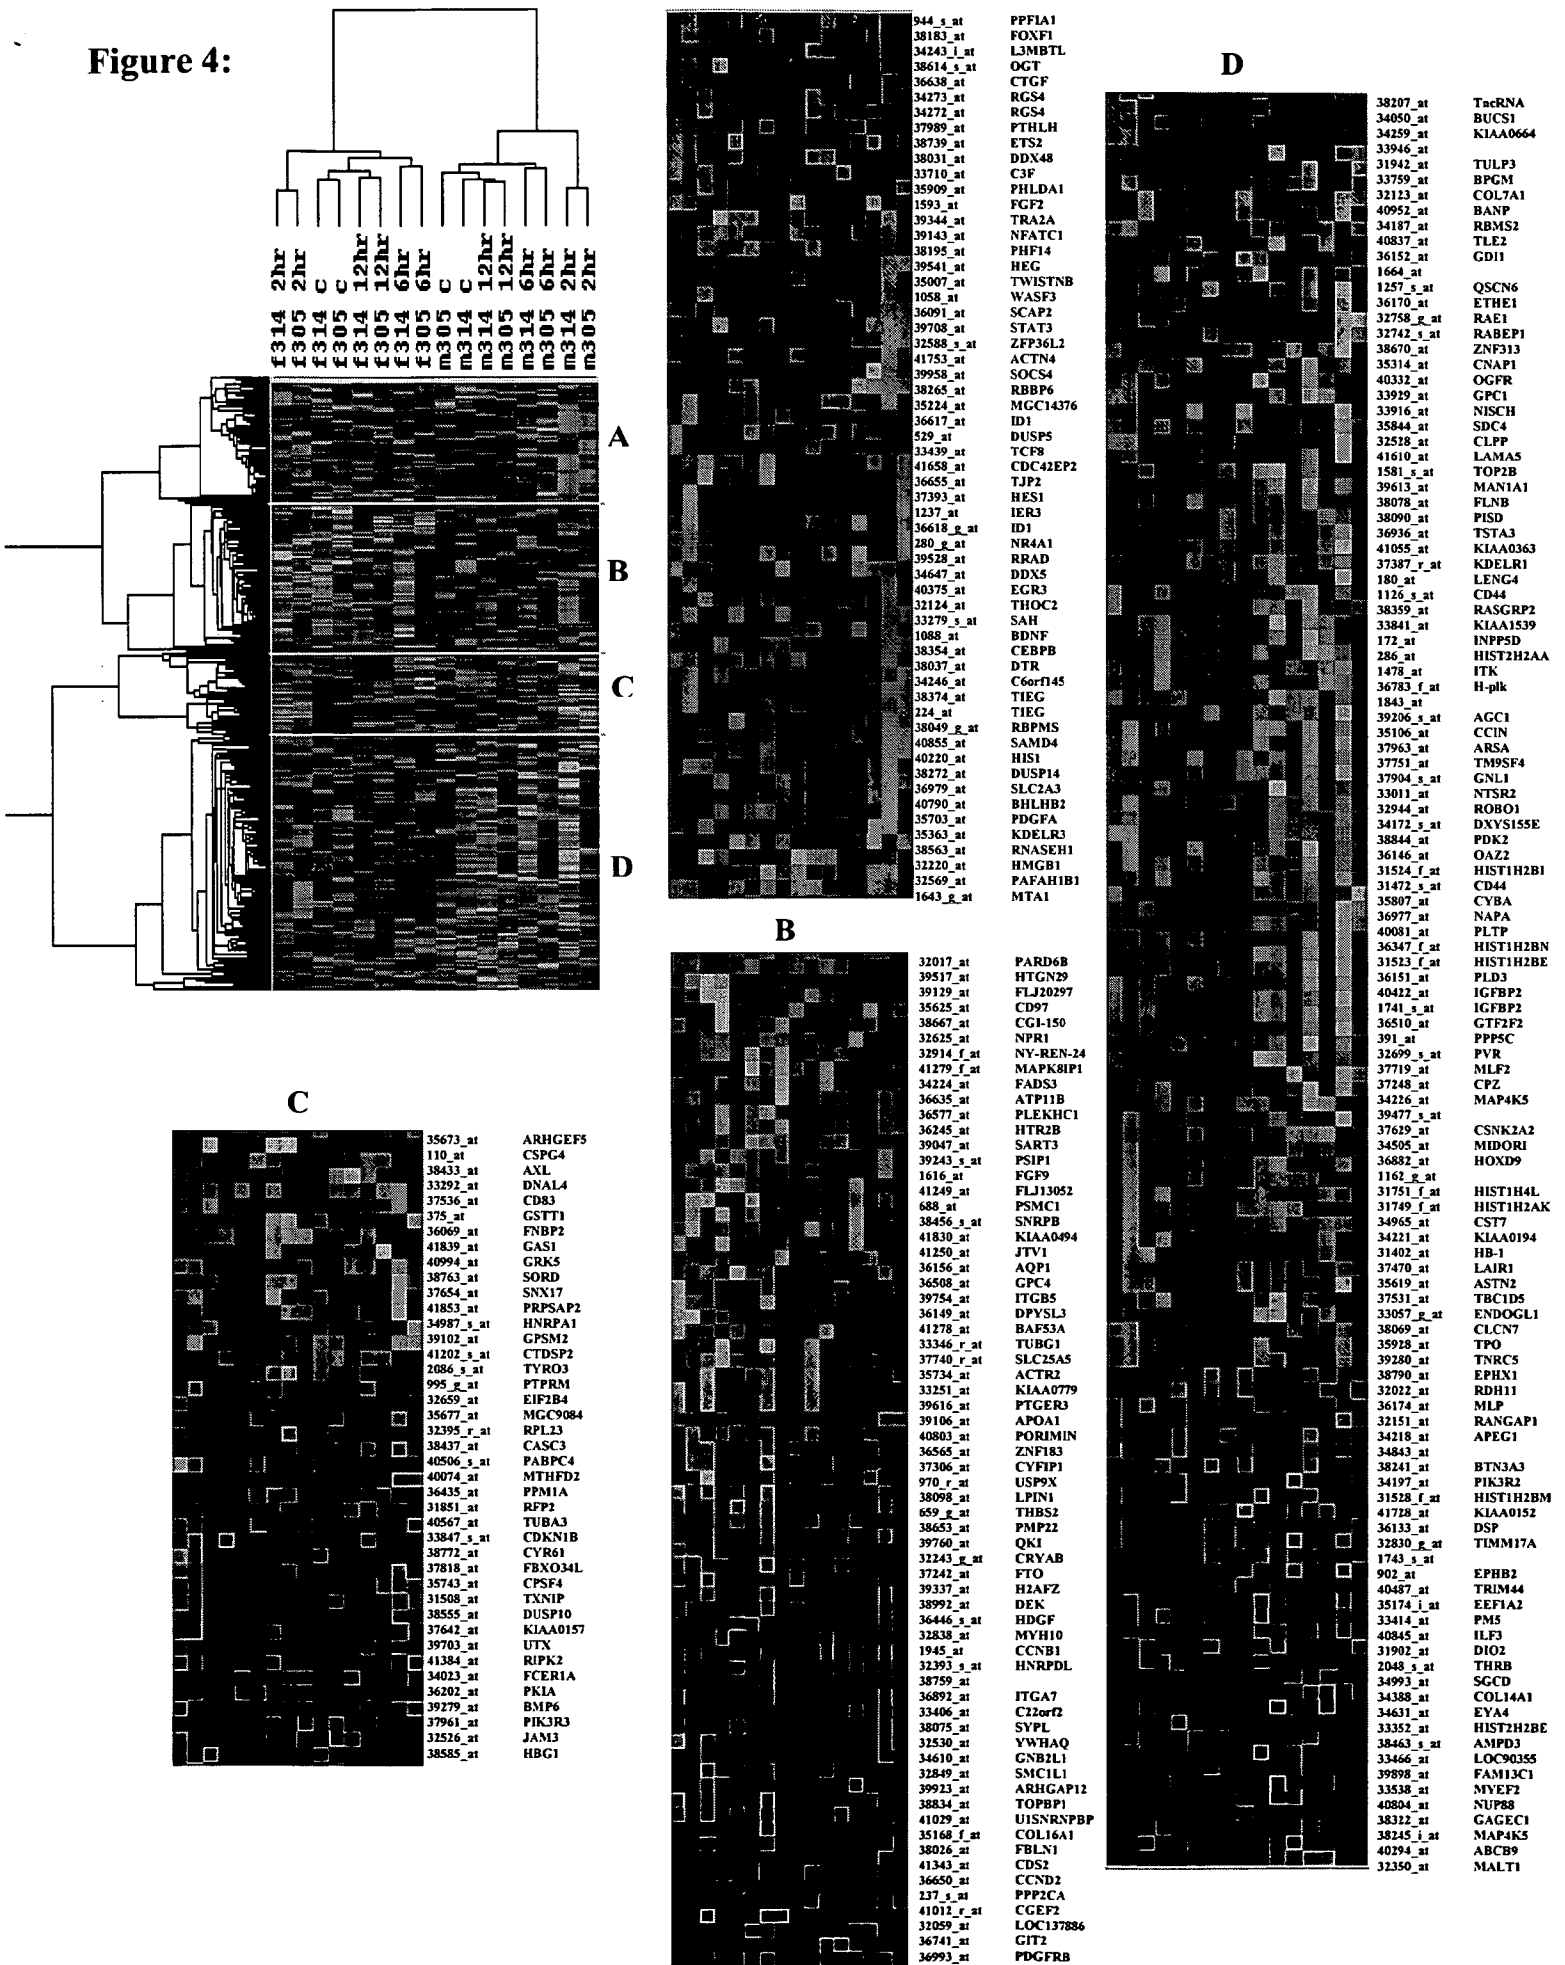 Figure 4:
f314 2hr
f305 2hr
f314 c
f305 c
f314 12hr
f305 12hr
f314 6hr
f305 6hr
m305 c
m314 c
m314 12hr
m305 12hr
m314 6hr
m305 6hr
m314 2hr
m305 2hr
A
B
C
D
944_s_at PPFIA1
38183_at FOXF1
34243_i_at L3MBTL
38614_s_at OGT
36638_at CTGF
34273_at RGS4
34272_at RGS4
37989_at PTHLH
38739_at ETS2
38031_at DDX48
33710_at C3F
35909_at PHLDA1
1593_at FGF2
39344_at TRA2A
39143_at NFATC1
38195_at PHF14
39541_at HEG
35007_at TWISTNB
1058_at WASF3
36091_at SCAP2
39708_at STAT3
32588_s_at ZFP36L2
41753_at ACTN4
39958_at SOCS4
38265_at RBBP6
35224_at MGC14376
36617_at ID1
529_at DUSP5
33439_at TCF8
41658_at CDC42EP2
36655_at TJP2
37393_at HES1
1237_at IER3
36618_g_at ID1
280_g_at NR4A1
39528_at RRAD
34647_at DDX5
40375_at EGR3
32124_at THOC2
33279_s_at SAH
1088_at BDNF
38354_at CEBPB
38037_at DTR
34246_at C6orf145
38374_at TIEG
224_at TIEG
38049_g_at RBPMS
40855_at SAMD4
40220_at HIS1
38272_at DUSP14
36979_at SLC2A3
40790_at BHLHB2
35703_at PDGFA
35363_at KDELR3
38563_at RNASEH1
32220_at HMGB1
32569_at PAFAH1B1
1643_g_at MTA1
B
32017_at PARD6B
39517_at HTGN29
39129_at FLJ20297
35625_at CD97
38667_at CGI-150
32625_at NPR1
32914_f_at NY-REN-24
41279_f_at MAPK8IP1
34224_at FADS3
36635_at ATP11B
36577_at PLEKHC1
36245_at HTR2B
39047_at SART3
39243_s_at PSIP1
1616_at FGF9
41249_at FLJ13052
688_at PSMC1
38456_s_at SNRPB
41830_at KIAA0494
41250_at JTV1
36156_at AQP1
36508_at GPC4
39754_at ITGB5
36149_at DPYSL3
41278_at BAF53A
33346_r_at TUBG1
37740_r_at SLC25A5
35734_at ACTR2
33251_at KIAA0779
39616_at PTGER3
39106_at APOA1
40803_at PORIMIN
36565_at ZNF183
37306_at CYFIP1
970_r_at USP9X
38098_at LPIN1
659_g_at THBS2
38653_at PMP22
39760_at QKI
32243_g_at CRYAB
37242_at FTO
39337_at H2AFZ
38992_at DEK
36446_s_at HDGF
32838_at MYH10
1945_at CCNB1
32393_s_at HNRPDL
38759_at
36892_at ITGA7
33406_at C22orf2
38075_at SYPL
32530_at YWHAQ
34610_at GNB2L1
32849_at SMC1L1
39923_at ARHGAP12
38834_at TOPBP1
41029_at U1SNRNPBP
35168_f_at COL16A1
38026_at FBLN1
41343_at CDS2
36650_at CCND2
237_s_at PPP2CA
41012_r_at CGEF2
32059_at LOC137886
36741_at GIT2
36993_at PDGFRB
C
35673_at ARHGEF5
110_at CSPG4
38433_at AXL
33292_at DNAL4
37536_at CD83
375_at GSTT1
36069_at FNBP2
41839_at GAS1
40994_at GRK5
38763_at SORD
37654_at SNX17
41853_at PRPSAP2
34987_s_at HNRPA1
39102_at GPSM2
41202_s_at CTDSP2
2086_s_at TYRO3
995_g_at PTPRM
32659_at EIF2B4
35677_at MGC9084
32395_r_at RPL23
38437_at CASC3
40506_s_at PABPC4
40074_at MTHFD2
36435_at PPM1A
31851_at RFP2
40567_at TUBA3
33847_s_at CDKN1B
38772_at CYR61
37818_at FBXO34L
35743_at CPSF4
31508_at TXNIP
38555_at DUSP10
37642_at KIAA0157
39703_at UTX
41384_at RIPK2
34023_at FCER1A
36202_at PKIA
39279_at BMP6
37961_at PIK3R3
32526_at JAM3
38585_at HBG1
D
38207_at TncRNA
34050_at BUCS1
34259_at KIAA0664
33946_at
31942_at TULP3
33759_at BPGM
32123_at COL7A1
40952_at BANP
34187_at RBMS2
40837_at TLE2
36152_at GDI1
1664_at
1257_s_at QSCN6
36170_at ETHE1
32758_g_at RAE1
32742_s_at RABEP1
38670_at ZNF313
35314_at CNAP1
40332_at OGFR
33929_at GPC1
33916_at NISCH
35844_at SDC4
32528_at CLPP
41610_at LAMA5
1581_s_at TOP2B
39613_at MAN1A1
38078_at FLNB
38090_at PISD
36936_at TSTA3
41055_at KIAA0363
37387_r_at KDELR1
180_at LENG4
1126_s_at CD44
38359_at RASGRP2
33841_at KIAA1539
172_at INPP5D
286_at HIST2H2AA
1478_at ITK
36783_f_at H-plk
1843_at
39206_s_at AGC1
35106_at CCIN
37963_at ARSA
37751_at TM9SF4
37904_s_at GNL1
33011_at NTSR2
32944_at ROBO1
34172_s_at DXYS155E
38844_at PDK2
36146_at OAZ2
31524_f_at HIST1H2BI
31472_s_at CD44
35807_at CYBA
36977_at NAPA
40081_at PLTP
36347_f_at HIST1H2BN
31523_f_at HIST1H2BE
36151_at PLD3
40422_at IGFBP2
1741_s_at IGFBP2
36510_at GTF2F2
391_at PPP5C
32699_s_at PVR
37719_at MLF2
37248_at CPZ
34226_at MAP4K5
39477_s_at
37629_at CSNK2A2
34505_at MIDORI
36882_at HOXD9
1162_g_at
31751_f_at HIST1H4L
31749_f_at HIST1H2AK
34965_at CST7
34221_at KIAA0194
31402_at HB-1
37470_at LAIR1
35619_at ASTN2
37531_at TBC1D5
33057_g_at ENDOGL1
38069_at CLCN7
35928_at TPO
39280_at TNRC5
38790_at EPHX1
32022_at RDH11
36174_at MLP
32151_at RANGAP1
34218_at APEG1
34843_at
38241_at BTN3A3
34197_at PIK3R2
31528_f_at HIST1H2BM
41728_at KIAA0152
36133_at DSP
32830_g_at TIMM17A
1743_s_at
902_at EPHB2
40487_at TRIM44
35174_i_at EEF1A2
33414_at PM5
40845_at ILF3
31902_at DIO2
2048_s_at THRB
34993_at SGCD
34388_at COL14A1
34631_at EYA4
33352_at HIST2H2BE
38463_s_at AMPD3
33466_at LOC90355
39898_at FAM13C1
33538_at MYEF2
40804_at NUP88
38322_at GAGEC1
38245_i_at MAP4K5
40294_at ABCB9
32350_at MALT1